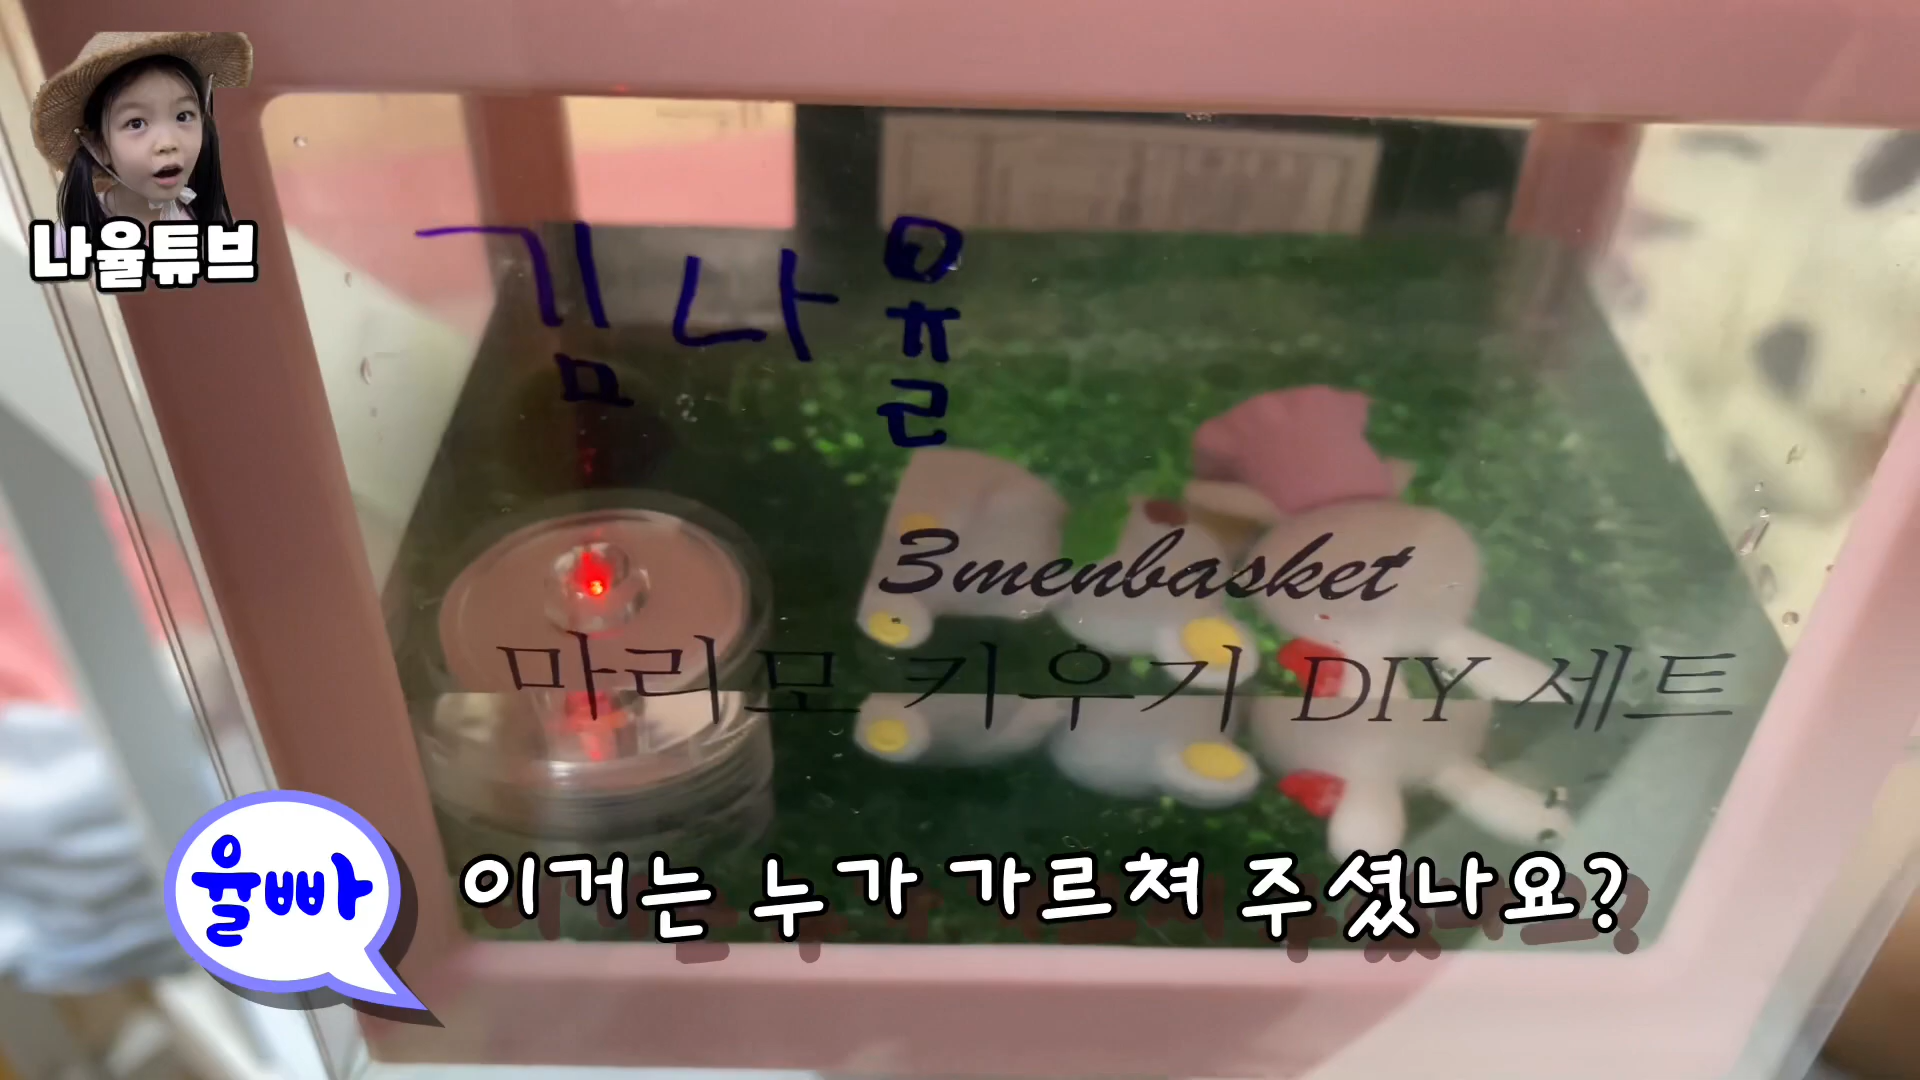 나율튜브
김나율
3menbasket
마리모 키우기 DIY 세트
율빠
이거는 누가 가르쳐 주셨나요?